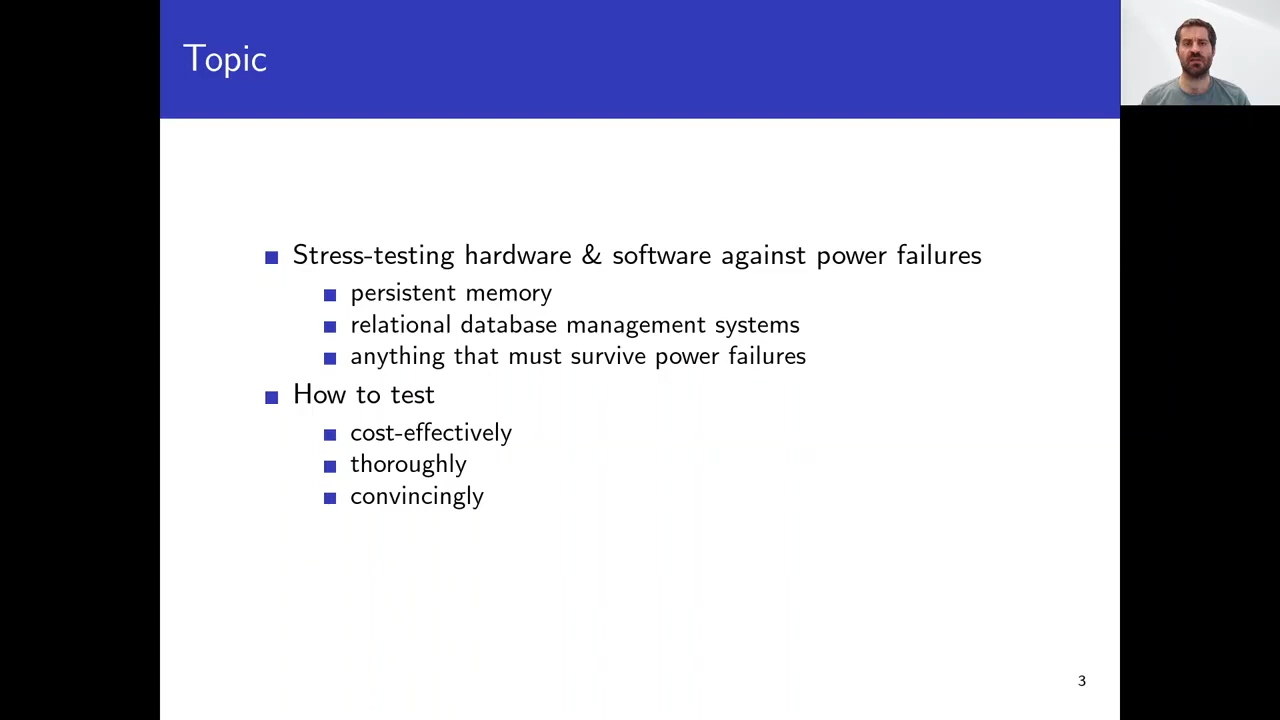 Topic
Stress-testing hardware & software against power failures
persistent memory
relational database management systems
anything that must survive power failures
How to test
cost-effectively
thoroughly
convincingly
3